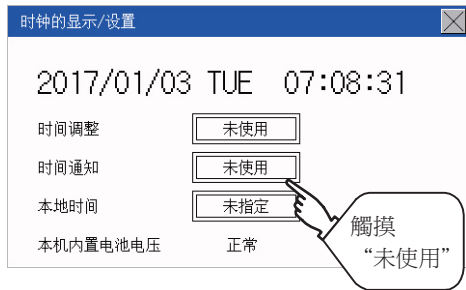 时钟的显示/设置
2017/01/03 TUE 07:08:31
时间调整 未使用
时间通知 未使用
本地时间 未指定
本机内置电池电压 正常
觸摸
“未使用”